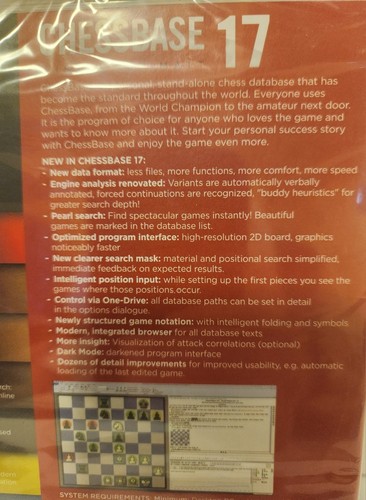 CHESSBASE 17
stand-alone chess database that has
become the standard throughout the world. Everyone uses
ChessBase, from the World Champion to the amateur next door.
It is the program of choice for anyone who loves the game and
wants to know more about it. Start your personal success story
with ChessBase and enjoy the game even more.
NEW IN CHESSBASE 17:
- New data format: less files, more functions, more comfort, more speed
- Engine analysis renovated: Variants are automatically verbally
annotated, forced continuations are recognized, "buddy heuristics" for
greater search depth!
- Pearl search: Find spectacular games instantly! Beautiful
games are marked in the database list.
- Optimized program interface: high-resolution 2D board, graphics
noticeably faster
- New clearer search mask: material and positional search simplified,
immediate feedback on expected results.
- Intelligent position input: while setting up the first pieces you see the
games where those positions occur.
- Control via One-Drive: all database paths can be set in detail
in the options dialogue.
- Newly structured game notation: with intelligent folding and symbols
- Modern, integrated browser for all database texts
- More insight: Visualization of attack correlations (optional)
- Dark Mode: darkened program interface
- Dozens of detail improvements for improved usability, e.g. automatic
loading of the last edited game.
SYSTEM REQUIREMENTS: Minimum: